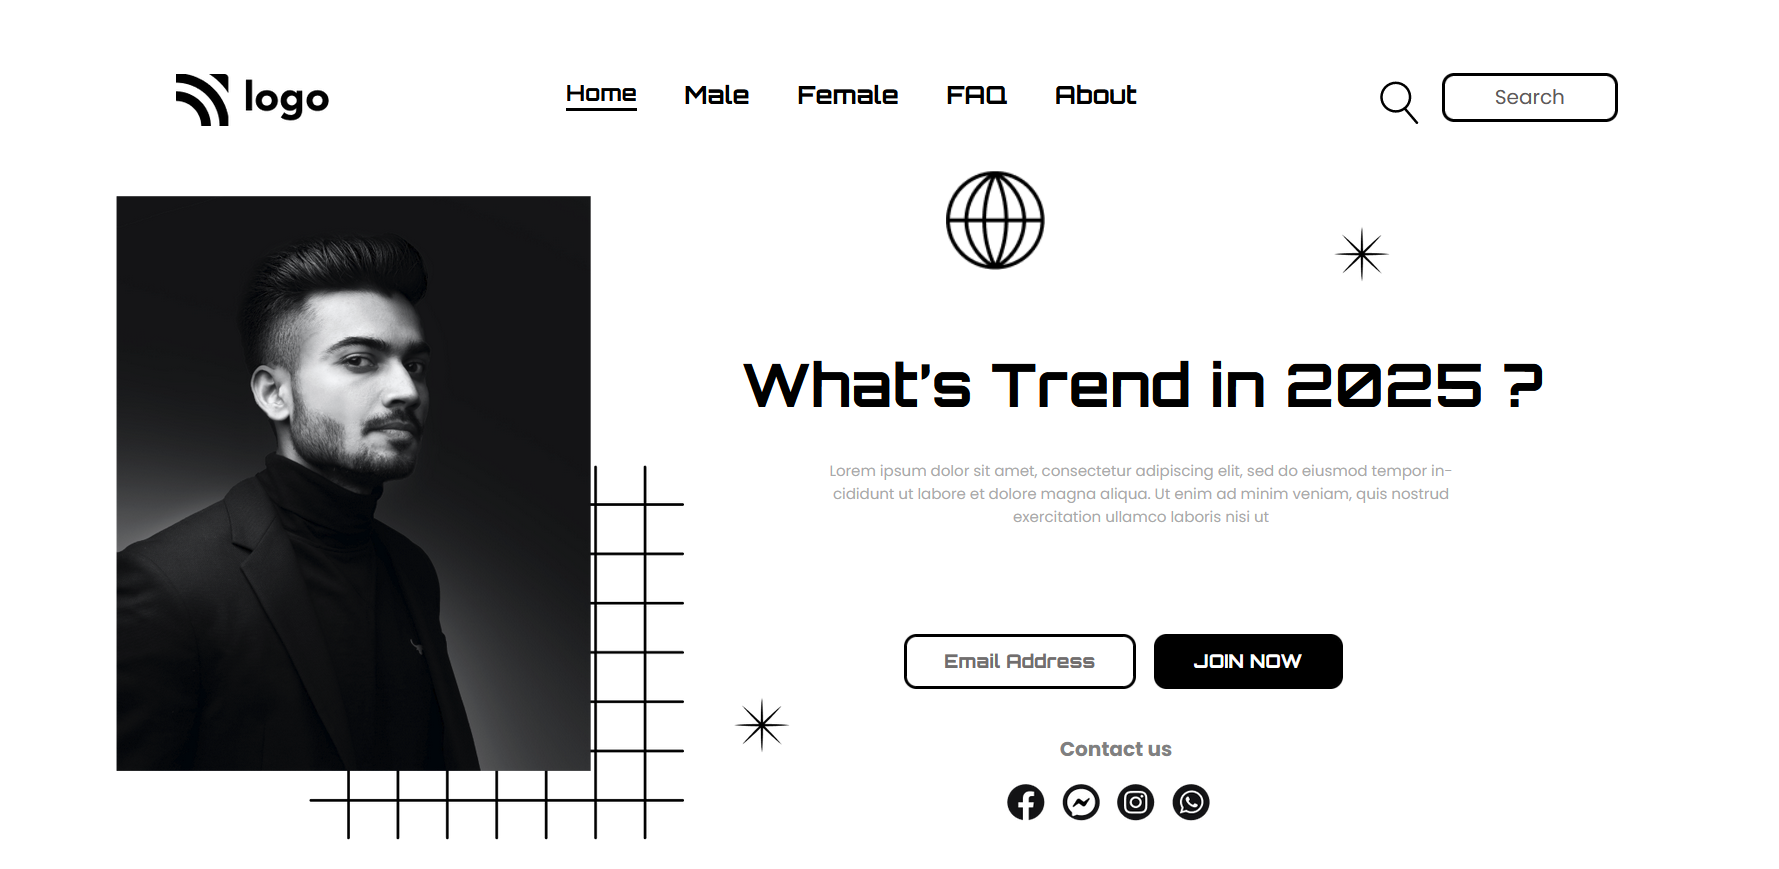 logo
Home Male Female FAQ About
Search
What's Trend in 2025 ?
Lorem ipsum dolor sit amet, consectetur adipiscing elit, sed do eiusmod tempor in-
cididunt ut labore et dolore magna aliqua. Ut enim ad minim veniam, quis nostrud
exercitation ullamco laboris nisi ut
Email Address
JOIN NOW
Contact us